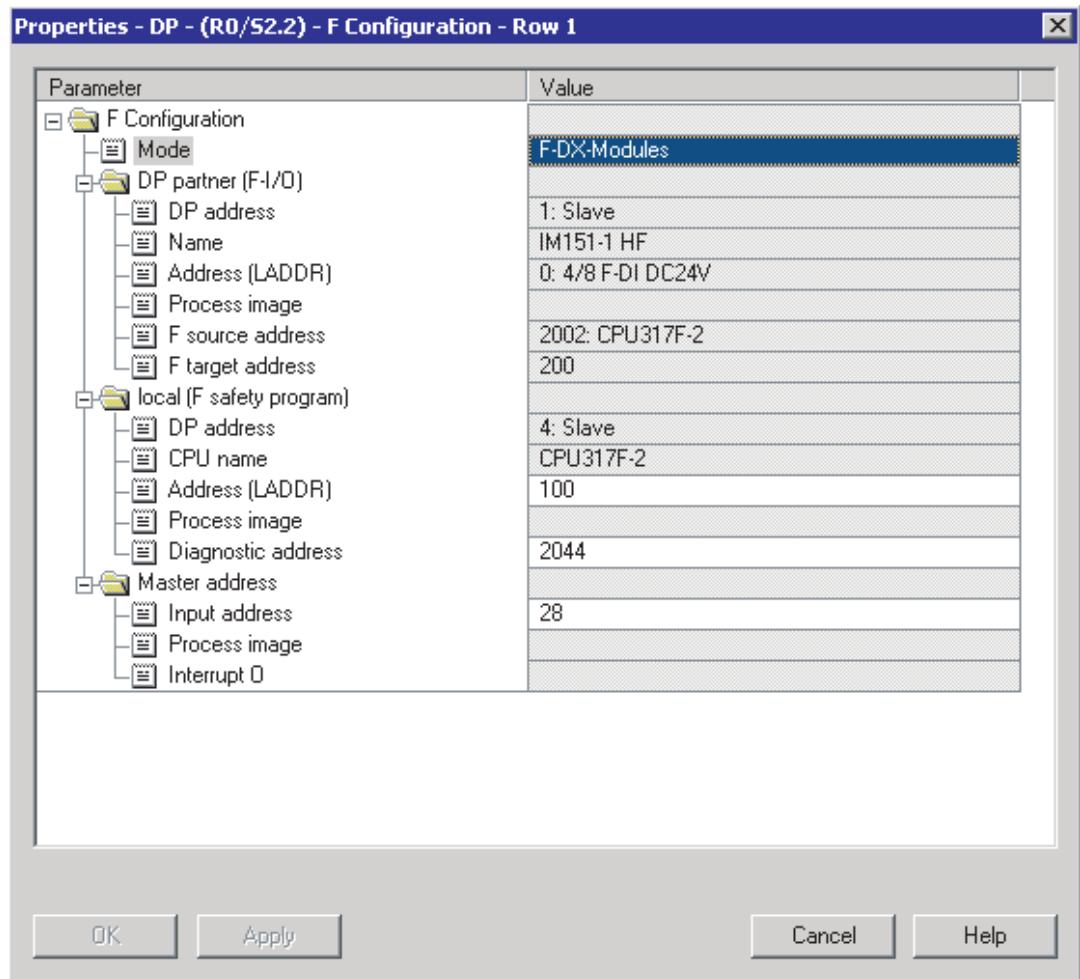 Properties - DP - (R0/S2.2) - F Configuration - Row 1
Parameter Value
F Configuration
Mode F-DX-Modules
DP partner (F-I/O)
DP address 1: Slave
Name IM151-1 HF
Address (LADDR) 0: 4/8 F-DI DC24V
Process image
F source address 2002: CPU317F-2
F target address 200
local (F safety program)
DP address 4: Slave
CPU name CPU317F-2
Address (LADDR) 100
Process image
Diagnostic address 2044
Master address
Input address 28
Process image
Interrupt O
OK Apply Cancel Help